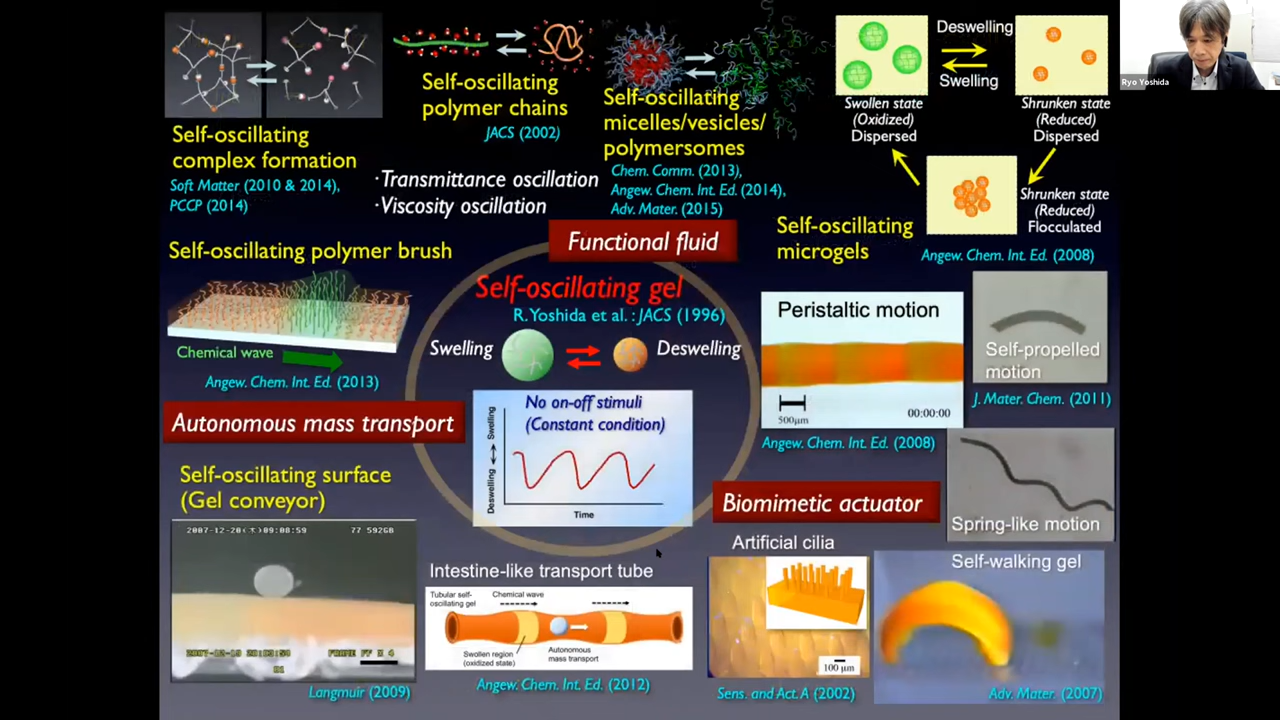 Self-oscillating
complex formation
Soft Matter (2010 & 2014),
PCCP (2014)
Self-oscillating
polymer chains
JACS (2002)
·Transmittance oscillation
·Viscosity oscillation
Self-oscillating
micelles/vesicles/
polymersomes
Chem. Comm. (2013),
Angew. Chem. Int. Ed. (2014),
Adv. Mater. (2015)
Deswelling
Swelling
Swollen state
(Oxidized)
Dispersed
Shrunken state
(Reduced)
Dispersed
Shrunken state
(Reduced)
Flocculated
Self-oscillating
microgels
Angew. Chem. Int. Ed. (2008)
Ryo Yoshida
Self-oscillating polymer brush
Chemical wave
Angew. Chem. Int. Ed. (2013)
Functional fluid
Self-oscillating gel
R. Yoshida et al. : JACS (1996)
Swelling
Deswelling
No on-off stimuli
(Constant condition)
Deswelling ⟷ Swelling
Time
Peristaltic motion
500μm
00:00:00
Angew. Chem. Int. Ed. (2008)
Self-propelled
motion
J. Mater. Chem. (2011)
Autonomous mass transport
Self-oscillating surface
(Gel conveyor)
Langmuir (2009)
Biomimetic actuator
Spring-like motion
Intestine-like transport tube
Tubular self-
oscillating gel
Chemical wave
Swollen region
(oxidized state)
Autonomous
mass transport
Angew. Chem. Int. Ed. (2012)
Artificial cilia
100 μm
Sens. and Act. A (2002)
Self-walking gel
Adv. Mater. (2007)